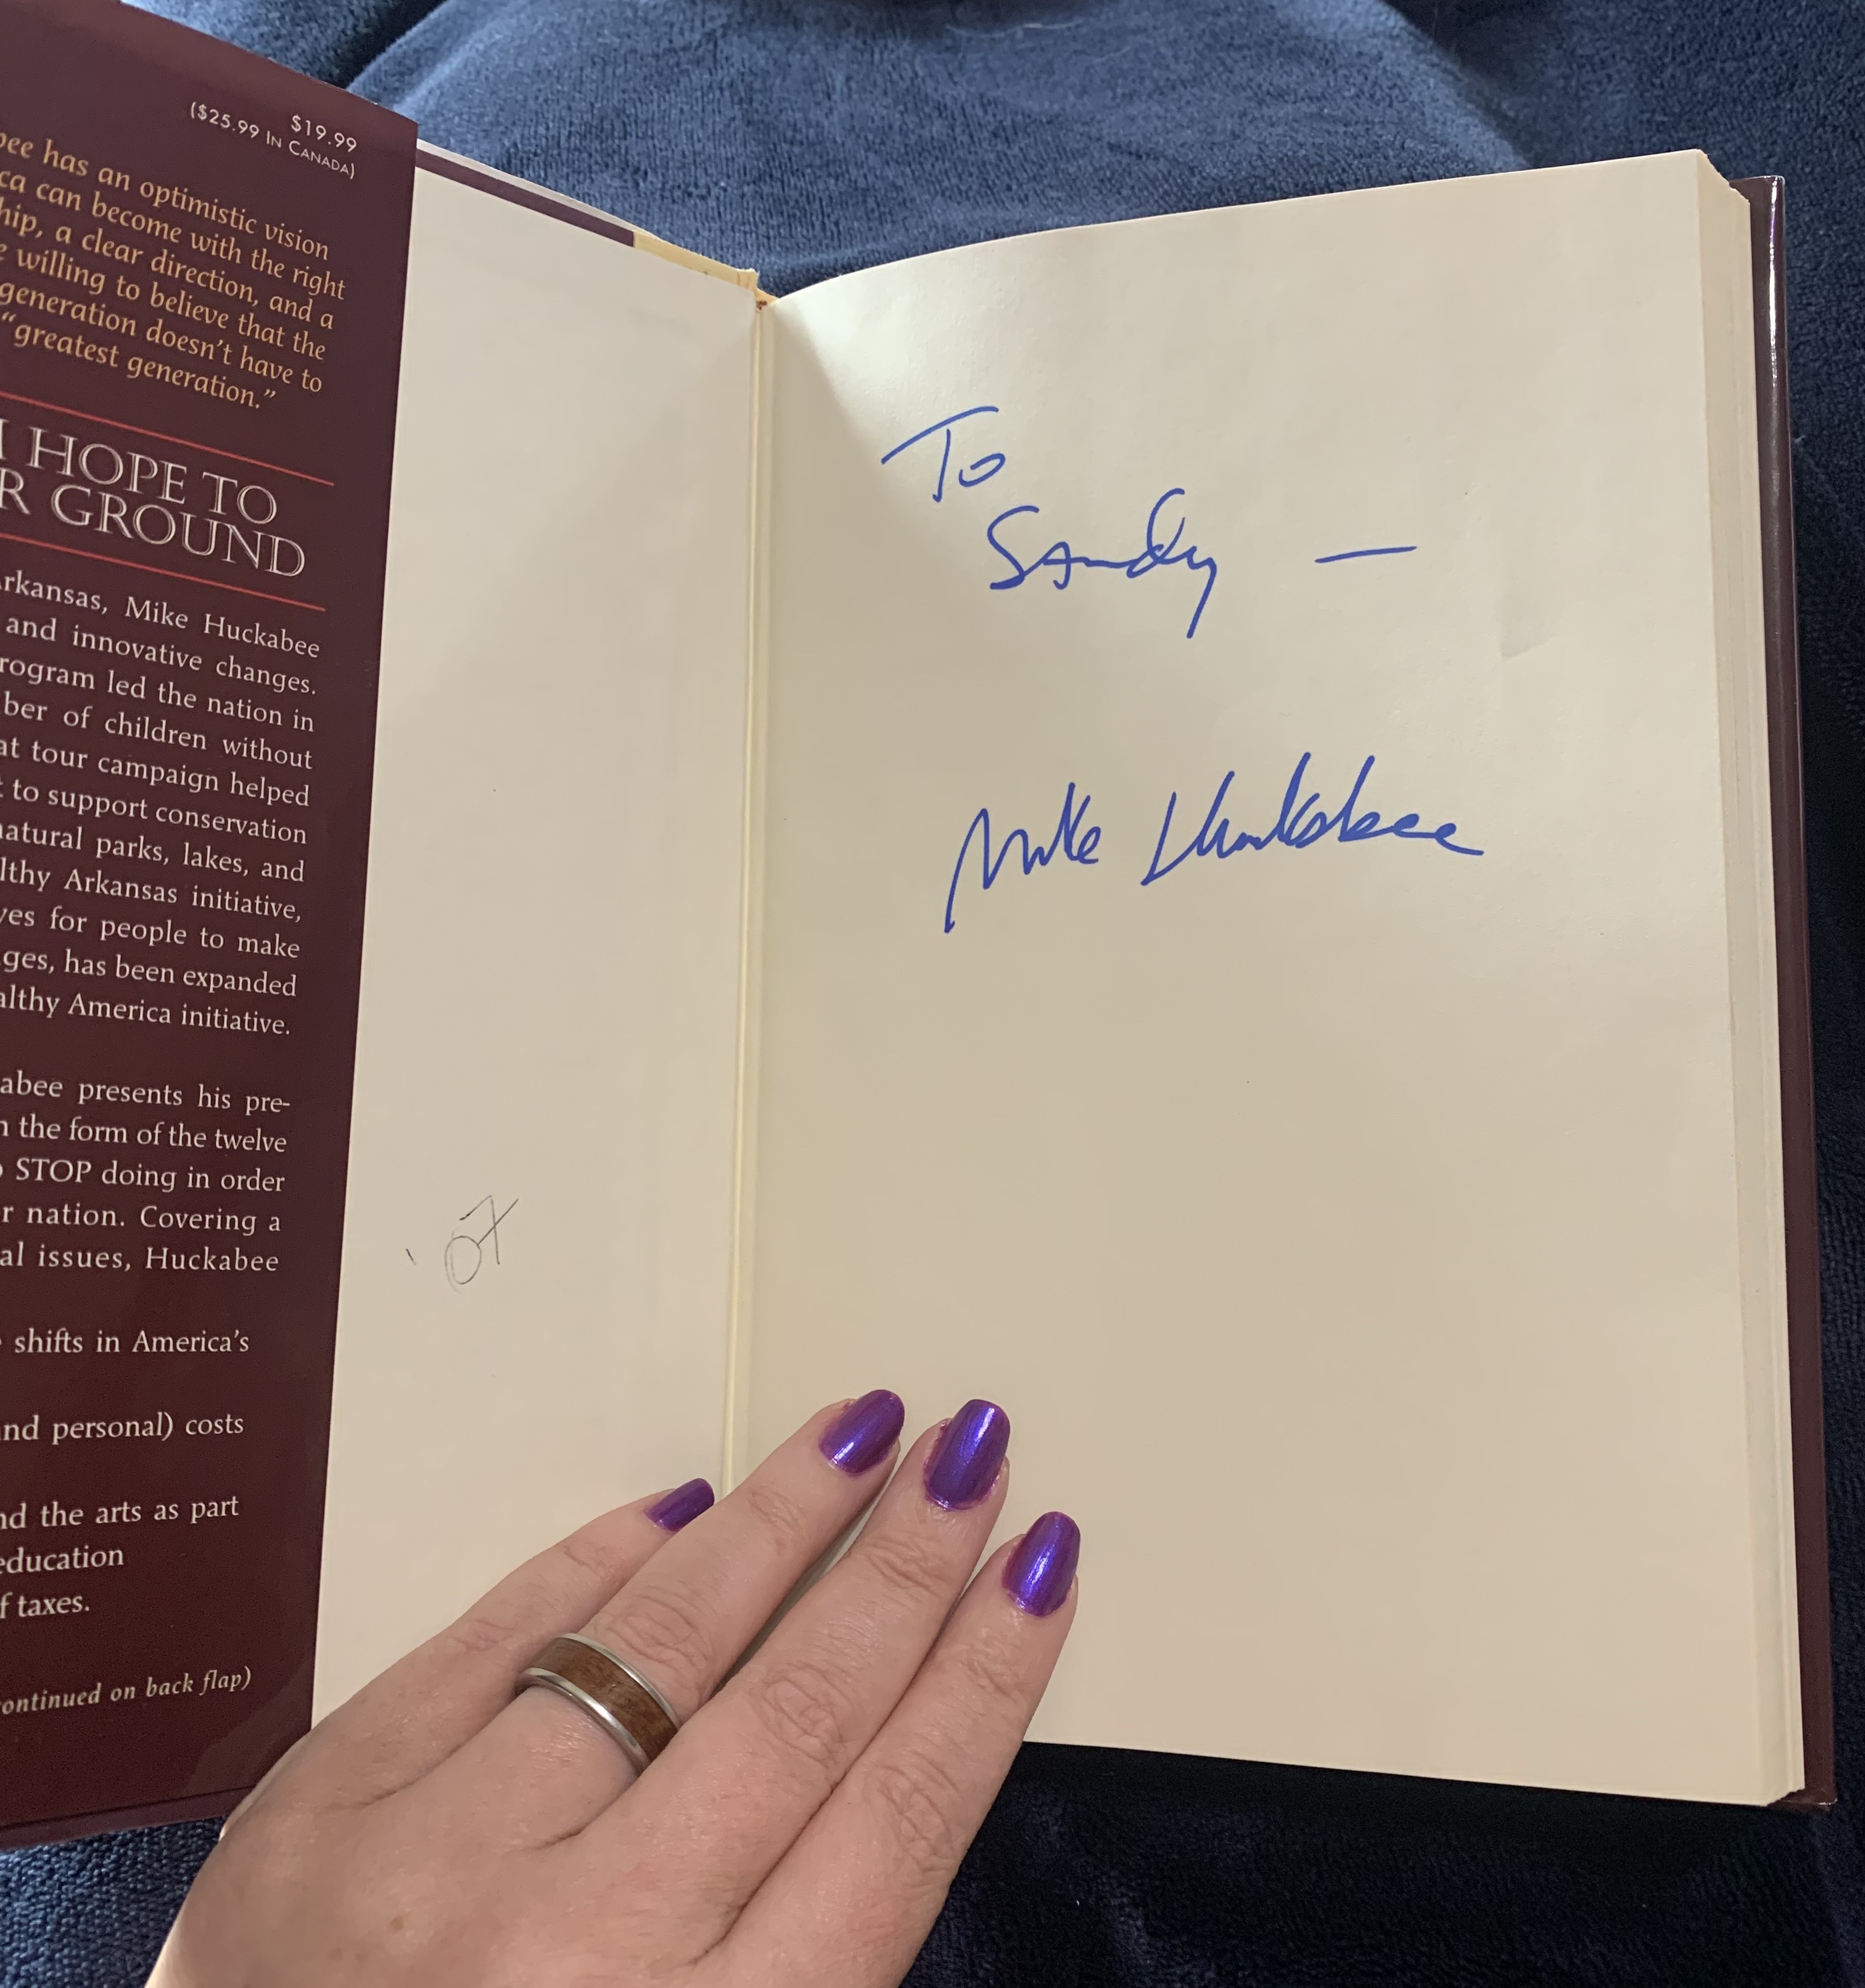 $19.99
($25.99 IN CANADA)
bee has an optimistic vision
ca can become with the right
hip, a clear direction, and a
e willing to believe that the
generation doesn't have to
"greatest generation."
HOPE TO
R GROUND
rkansas, Mike Huckabee
and innovative changes.
rogram led the nation in
ber of children without
at tour campaign helped
t to support conservation
natural parks, lakes, and
lthy Arkansas initiative,
ves for people to make
ges, has been expanded
althy America initiative.
abee presents his pre-
n the form of the twelve
o STOP doing in order
r nation. Covering a
al issues, Huckabee
shifts in America's
nd personal) costs
nd the arts as part
education
f taxes.
ontinued on back flap)
'07
To
Sandy —
Mike Huckabee